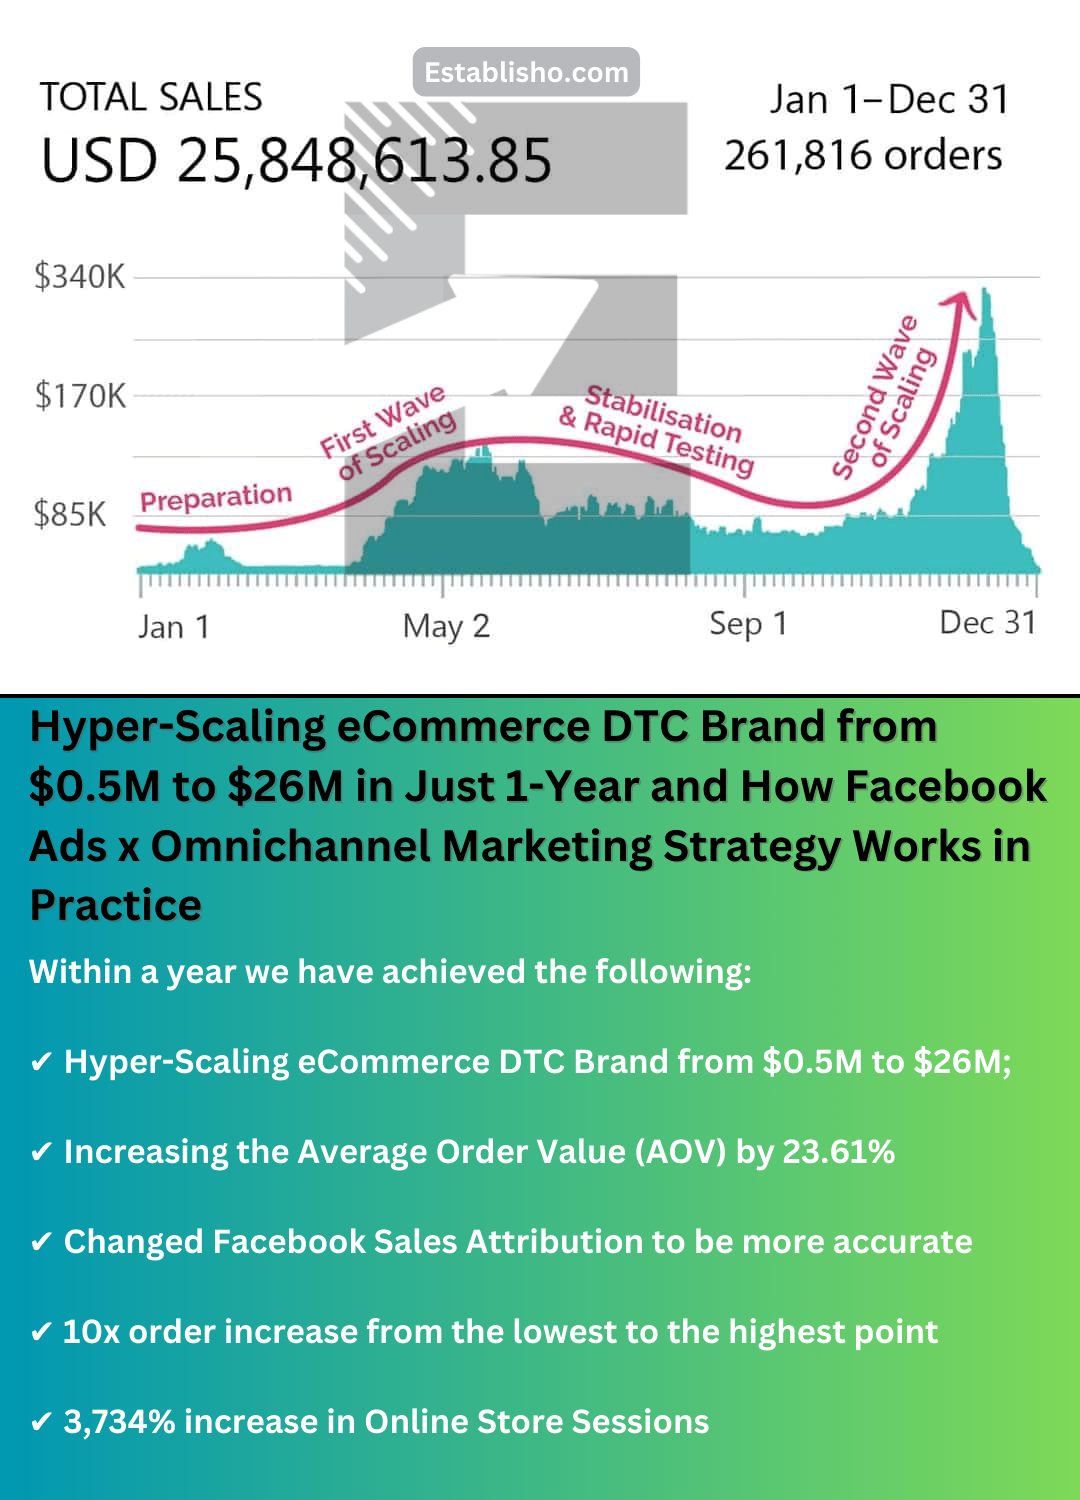 Establisho.com
TOTAL SALES
USD 25,848,613.85
Jan 1–Dec 31
261,816 orders
$340K
$170K
$85K
Preparation
First Wave
of Scaling
Stabilisation
& Rapid Testing
Second Wave
of Scaling
Jan 1
May 2
Sep 1
Dec 31
Hyper-Scaling eCommerce DTC Brand from
$0.5M to $26M in Just 1-Year and How Facebook
Ads x Omnichannel Marketing Strategy Works in
Practice
Within a year we have achieved the following:
✔ Hyper-Scaling eCommerce DTC Brand from $0.5M to $26M;
✔ Increasing the Average Order Value (AOV) by 23.61%
✔ Changed Facebook Sales Attribution to be more accurate
✔ 10x order increase from the lowest to the highest point
✔ 3,734% increase in Online Store Sessions